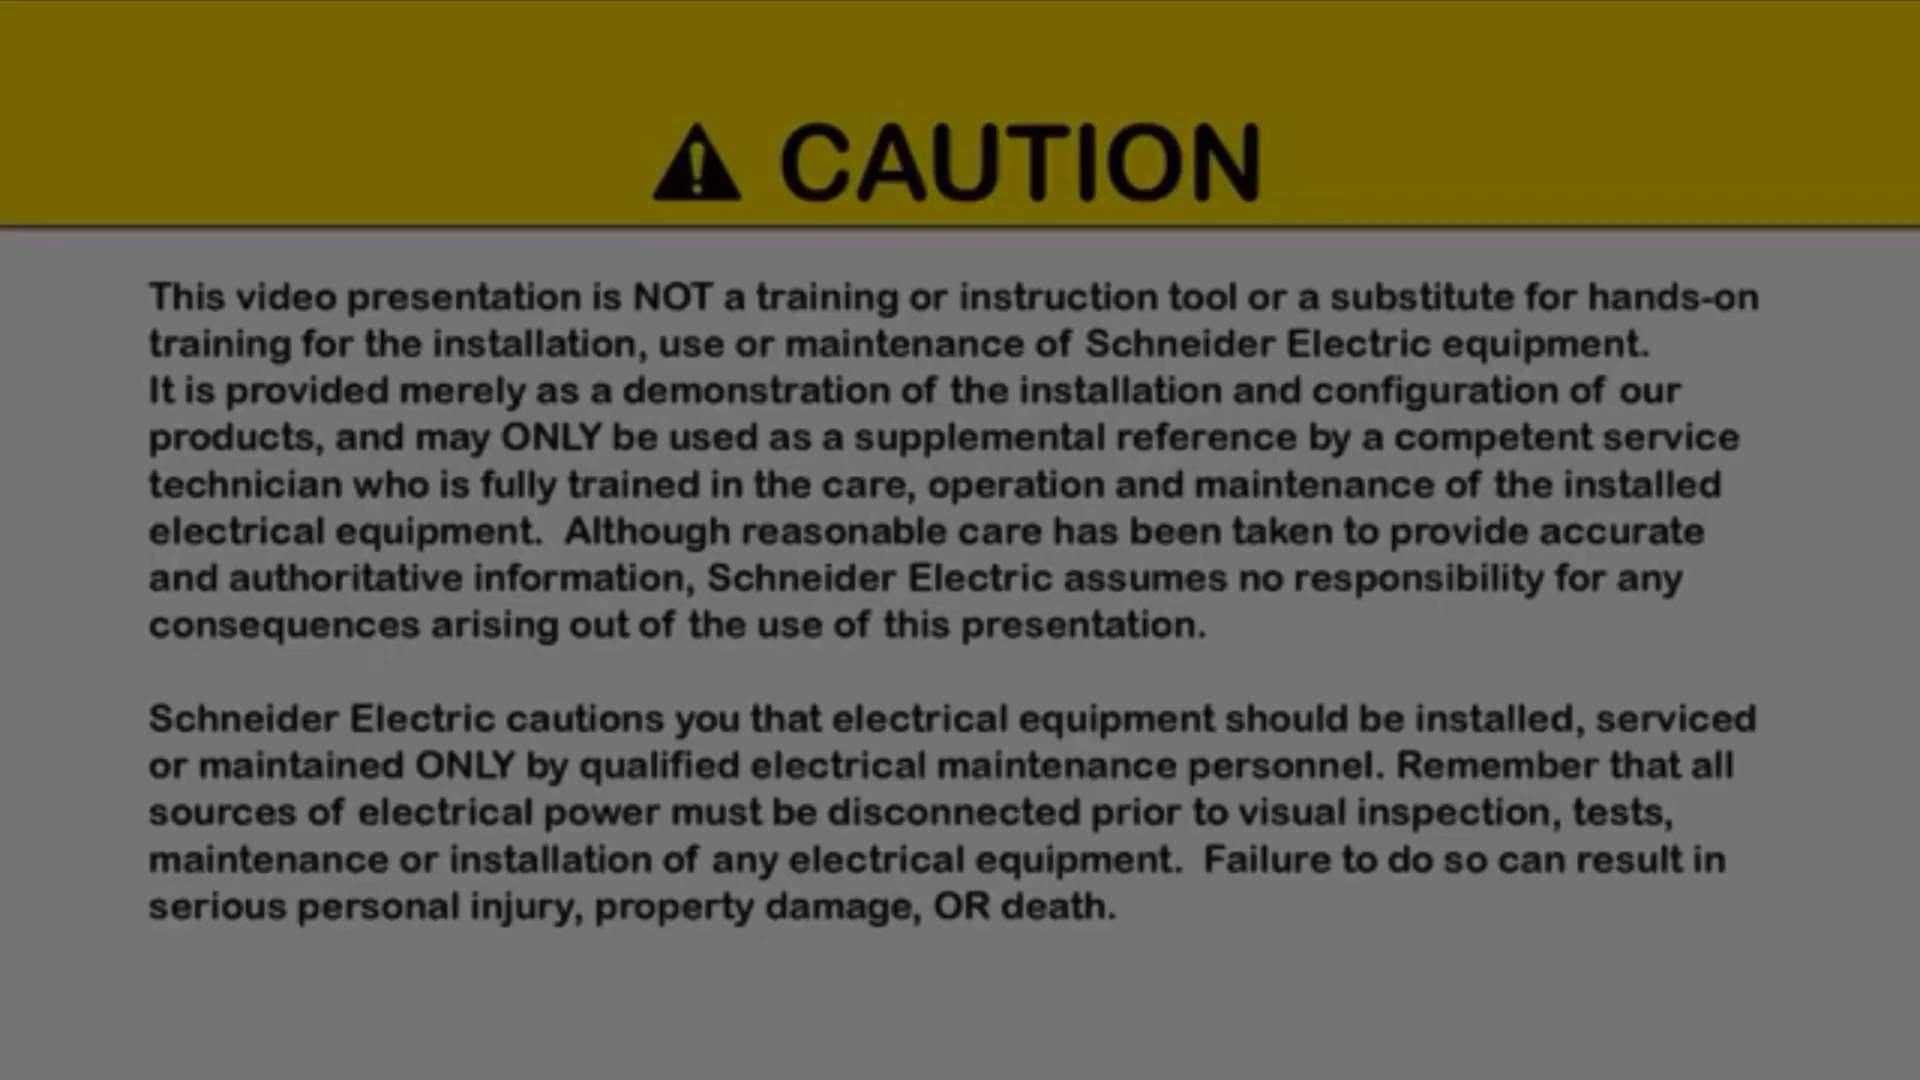 CAUTION
This video presentation is NOT a training or instruction tool or a substitute for hands-on
training for the installation, use or maintenance of Schneider Electric equipment.
It is provided merely as a demonstration of the installation and configuration of our
products, and may ONLY be used as a supplemental reference by a competent service
technician who is fully trained in the care, operation and maintenance of the installed
electrical equipment.  Although reasonable care has been taken to provide accurate
and authoritative information, Schneider Electric assumes no responsibility for any
consequences arising out of the use of this presentation.
Schneider Electric cautions you that electrical equipment should be installed, serviced
or maintained ONLY by qualified electrical maintenance personnel. Remember that all
sources of electrical power must be disconnected prior to visual inspection, tests,
maintenance or installation of any electrical equipment.  Failure to do so can result in
serious personal injury, property damage, OR death.